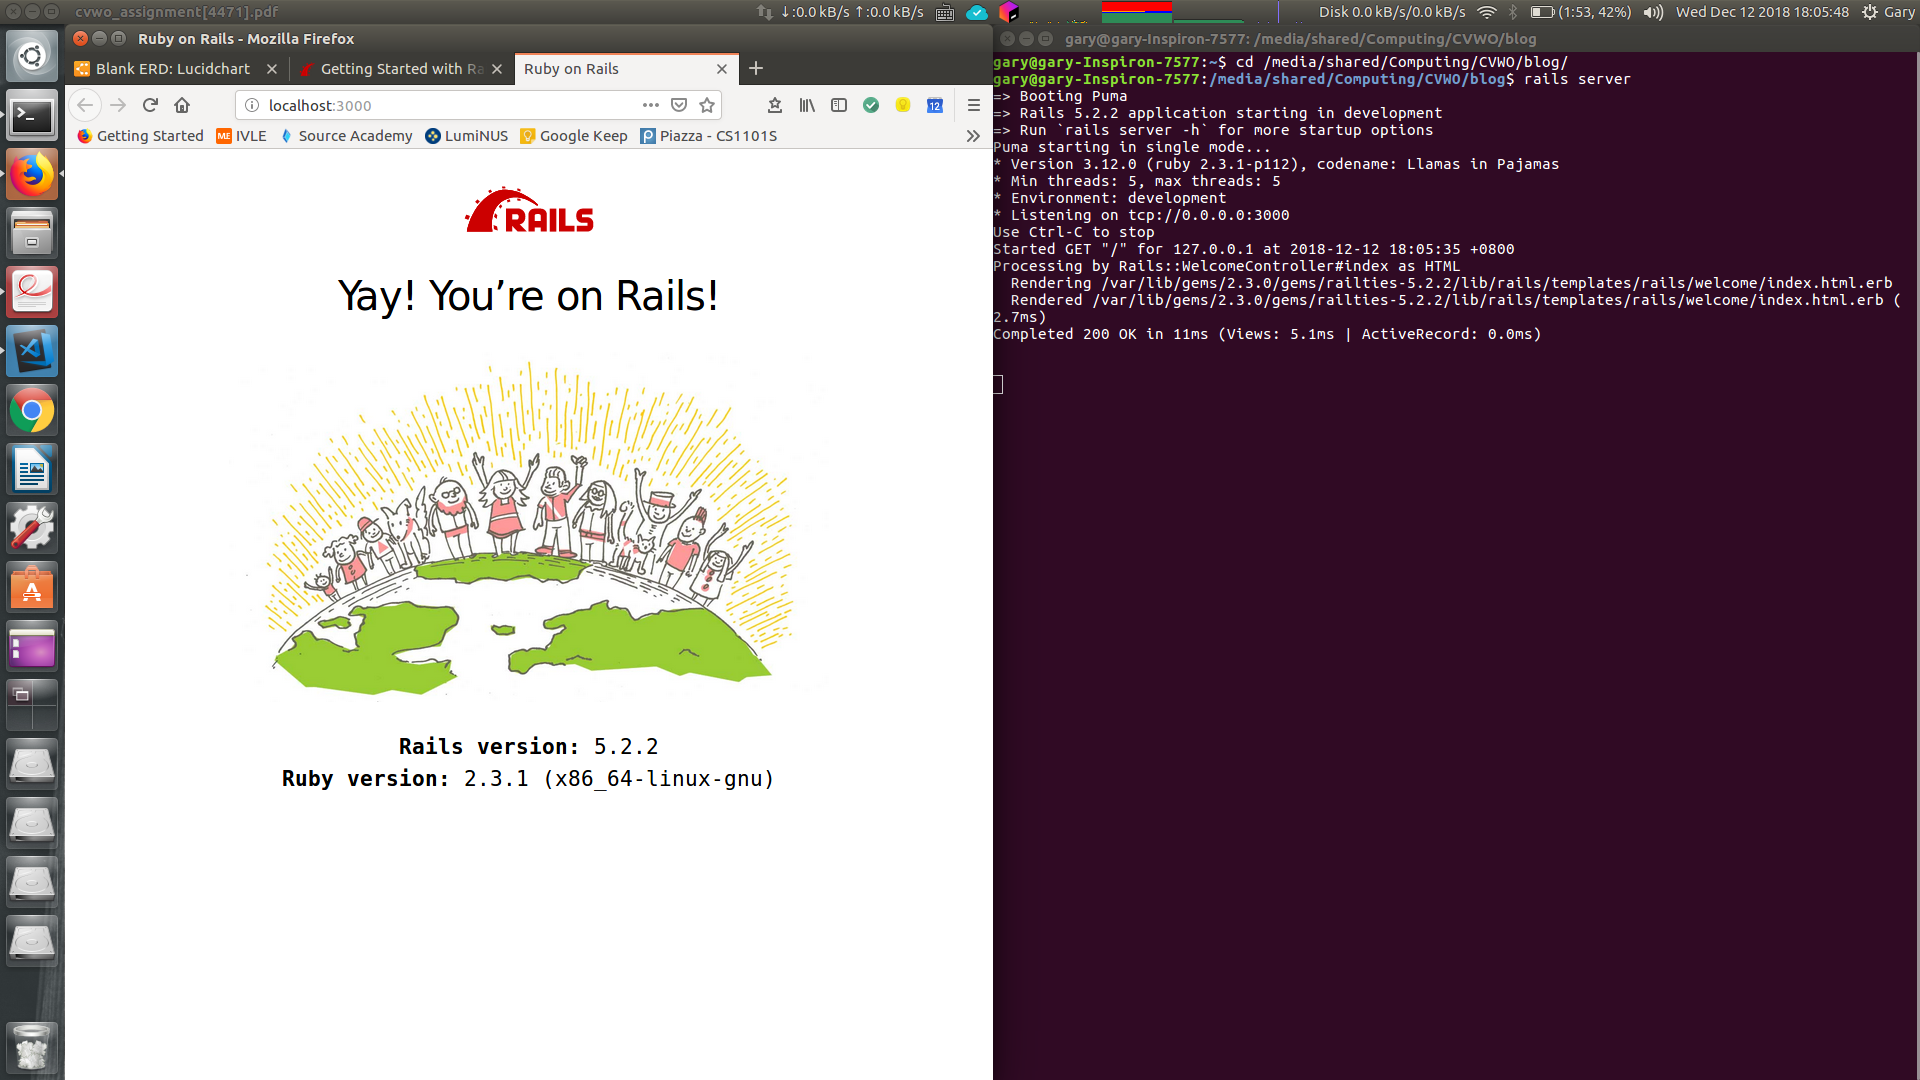 cvwo_assignment[4471].pdf
↓:0.0 kB/s ↑:0.0 kB/s
Disk 0.0 kB/s/0.0 kB/s
(1:53, 42%)
Wed Dec 12 2018 18:05:48
Gary
Ruby on Rails - Mozilla Firefox
Blank ERD: Lucidchart
Getting Started with Ra
Ruby on Rails
localhost:3000
12
Getting Started
ME IVLE
Source Academy
LumiNUS
Google Keep
Piazza - CS1101S
RAILS
Yay! You’re on Rails!
Rails version: 5.2.2
Ruby version: 2.3.1 (x86_64-linux-gnu)
gary@gary-Inspiron-7577: /media/shared/Computing/CVWO/blog
gary@gary-Inspiron-7577:~$ cd /media/shared/Computing/CVWO/blog/
gary@gary-Inspiron-7577:/media/shared/Computing/CVWO/blog$ rails server
=> Booting Puma
=> Rails 5.2.2 application starting in development
=> Run `rails server -h` for more startup options
Puma starting in single mode...
* Version 3.12.0 (ruby 2.3.1-p112), codename: Llamas in Pajamas
* Min threads: 5, max threads: 5
* Environment: development
* Listening on tcp://0.0.0.0:3000
Use Ctrl-C to stop
Started GET "/" for 127.0.0.1 at 2018-12-12 18:05:35 +0800
Processing by Rails::WelcomeController#index as HTML
  Rendering /var/lib/gems/2.3.0/gems/railties-5.2.2/lib/rails/templates/rails/welcome/index.html.erb
  Rendered /var/lib/gems/2.3.0/gems/railties-5.2.2/lib/rails/templates/rails/welcome/index.html.erb (
2.7ms)
Completed 200 OK in 11ms (Views: 5.1ms | ActiveRecord: 0.0ms)